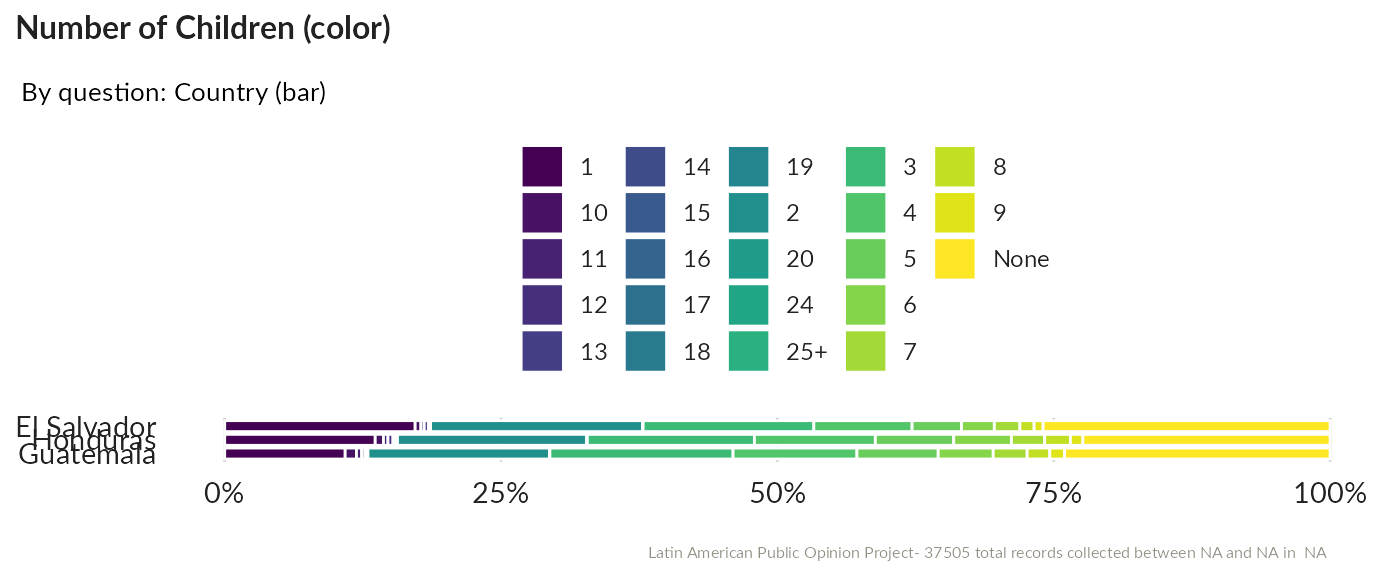 Number of Children (color)
By question: Country (bar)
1 14 19 3 8
10 15 2 4 9
11 16 20 5 None
12 17 24 6
13 18 25+ 7
El Salvador
Honduras
Guatemala
0% 25% 50% 75% 100%
Latin American Public Opinion Project- 37505 total records collected between NA and NA in  NA